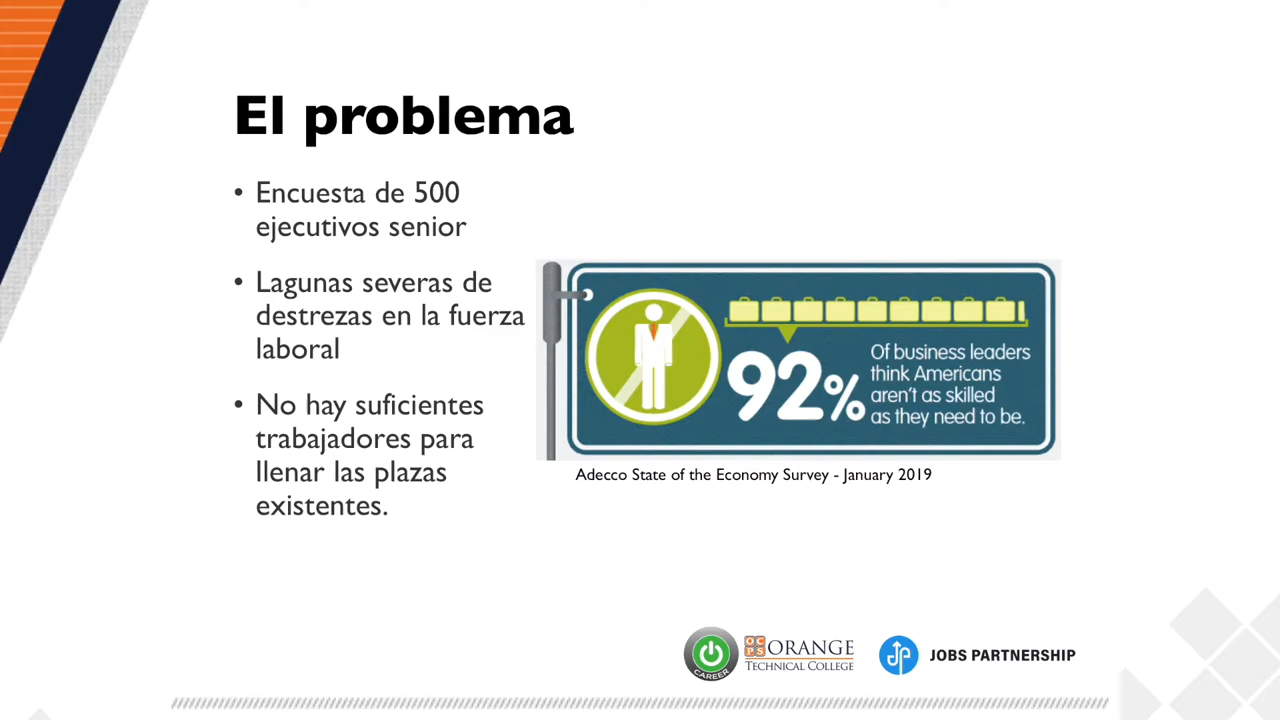 El problema
• Encuesta de 500
ejecutivos senior
• Lagunas severas de
destrezas en la fuerza
laboral
• No hay suficientes
trabajadores para
llenar las plazas
existentes.
92%
Of business leaders
think Americans
aren't as skilled
as they need to be.
Adecco State of the Economy Survey - January 2019
CAREER
OCPS
ORANGE
TECHNICAL COLLEGE
JOBS PARTNERSHIP